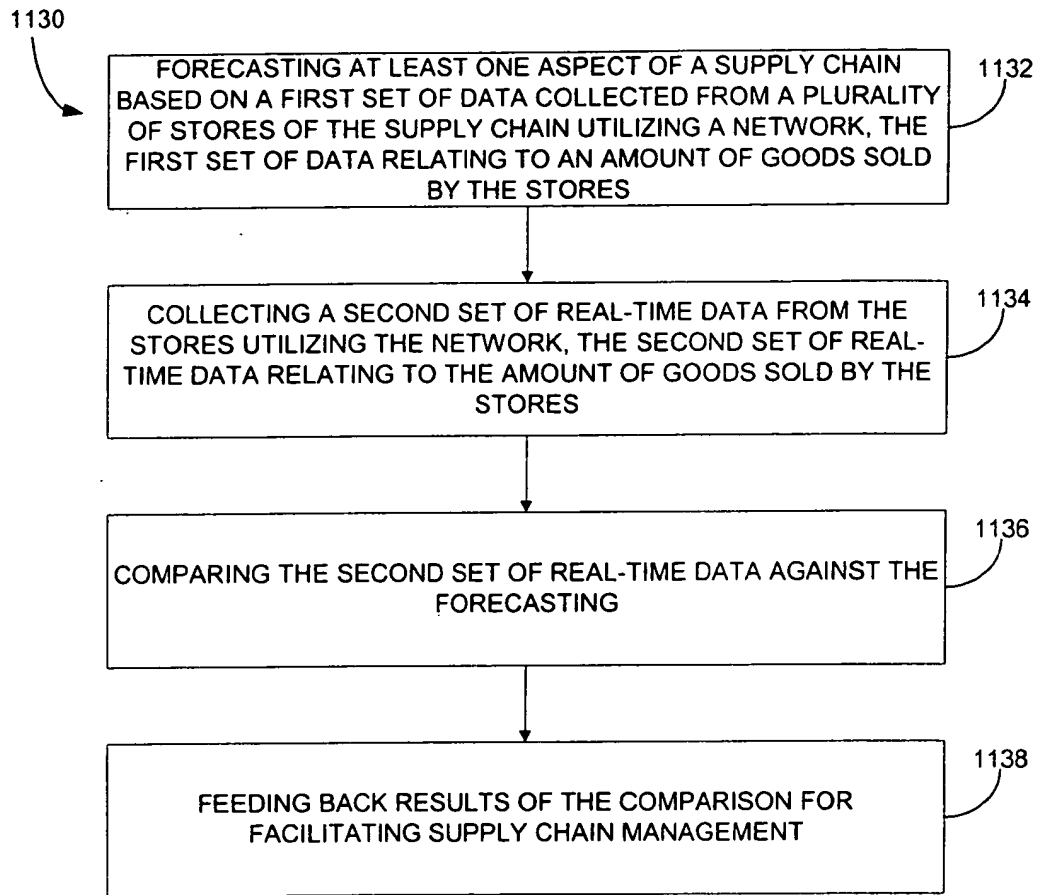 1130
FORECASTING AT LEAST ONE ASPECT OF A SUPPLY CHAIN
BASED ON A FIRST SET OF DATA COLLECTED FROM A PLURALITY
OF STORES OF THE SUPPLY CHAIN UTILIZING A NETWORK, THE
FIRST SET OF DATA RELATING TO AN AMOUNT OF GOODS SOLD
BY THE STORES
1132
COLLECTING A SECOND SET OF REAL-TIME DATA FROM THE
STORES UTILIZING THE NETWORK, THE SECOND SET OF REAL-
TIME DATA RELATING TO THE AMOUNT OF GOODS SOLD BY THE
STORES
1134
COMPARING THE SECOND SET OF REAL-TIME DATA AGAINST THE
FORECASTING
1136
FEEDING BACK RESULTS OF THE COMPARISON FOR
FACILITATING SUPPLY CHAIN MANAGEMENT
1138